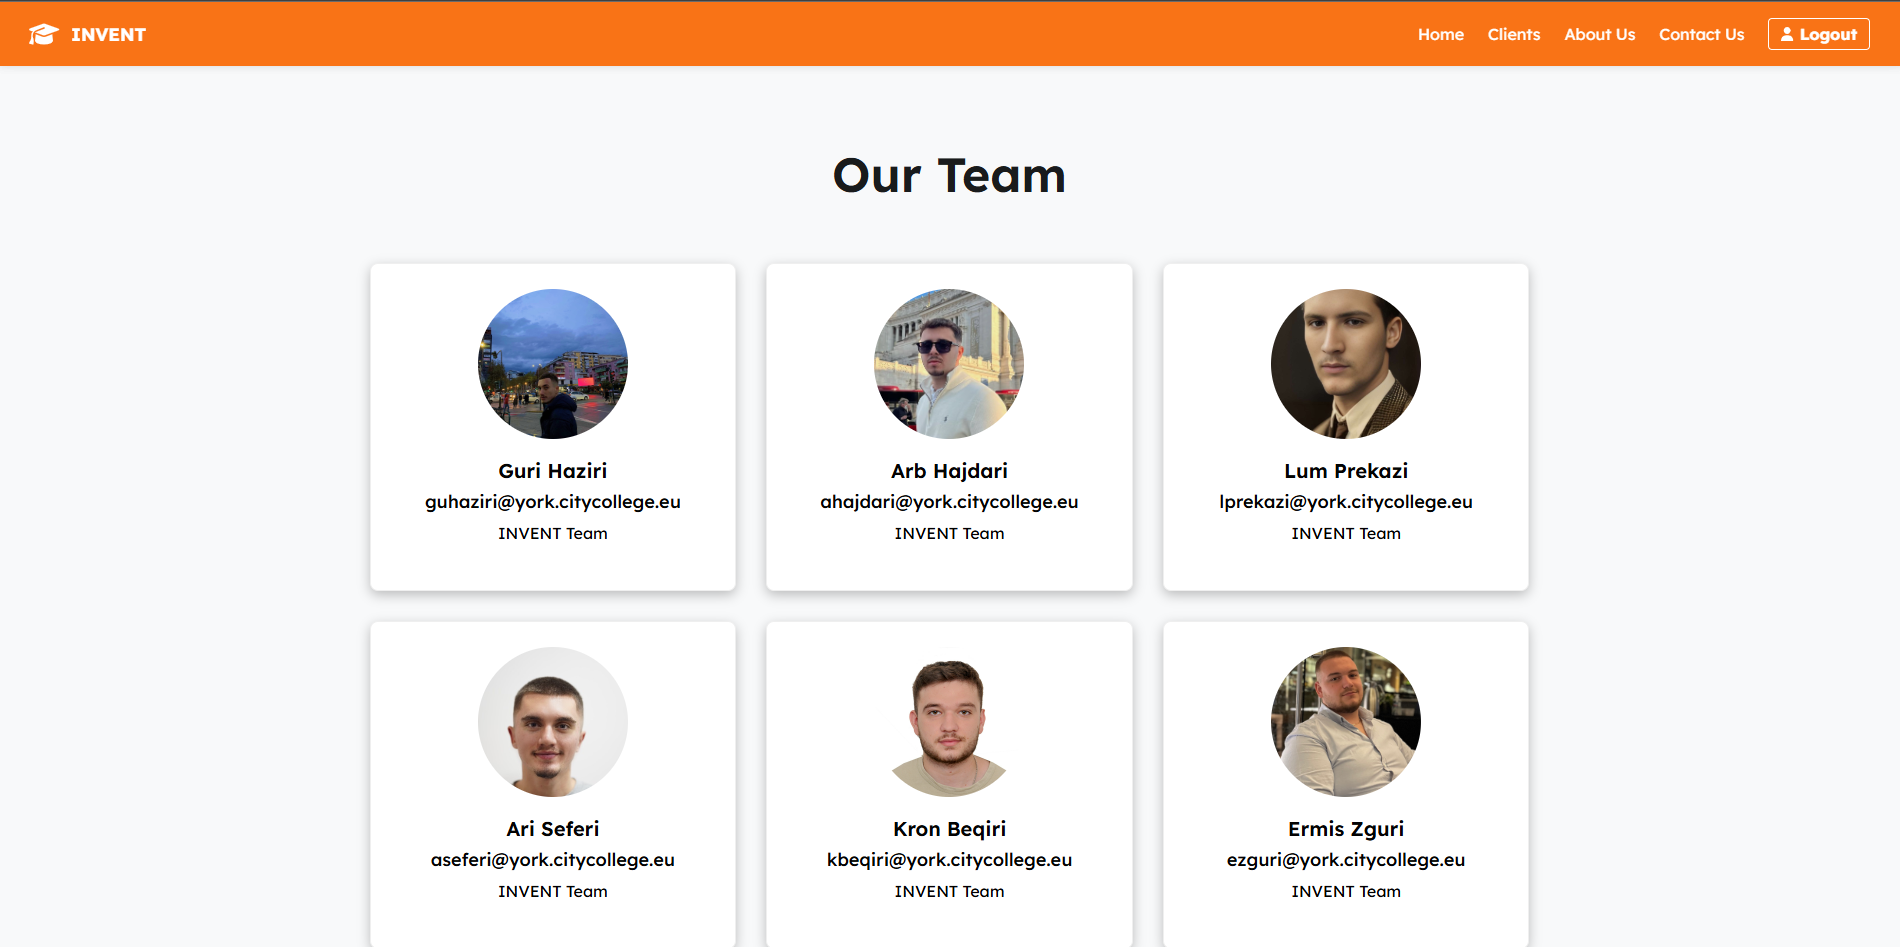 INVENT
Home Clients About Us Contact Us Logout
Our Team
Guri Haziri
guhaziri@york.citycollege.eu
INVENT Team
Arb Hajdari
ahajdari@york.citycollege.eu
INVENT Team
Lum Prekazi
lprekazi@york.citycollege.eu
INVENT Team
Ari Seferi
aseferi@york.citycollege.eu
INVENT Team
Kron Beqiri
kbeqiri@york.citycollege.eu
INVENT Team
Ermis Zguri
ezguri@york.citycollege.eu
INVENT Team